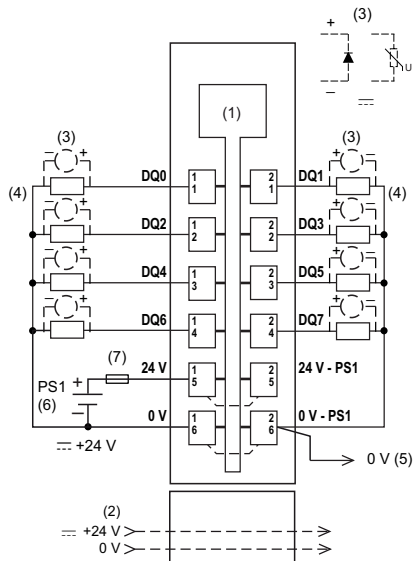 (3)
+
−
U
(1)
(3)
− +
(4)
DQ0
1
1
2
1
DQ1
(3)
+ −
(4)
− +
DQ2
1
2
2
2
DQ3
+ −
− +
DQ4
1
3
2
3
DQ5
+ −
− +
DQ6
1
4
2
4
DQ7
+ −
(7)
24 V
1
5
2
5
24 V - PS1
PS1
(6)
+
−
0 V
1
6
2
6
0 V - PS1
+24 V
0 V (5)
(2)
+24 V
0 V